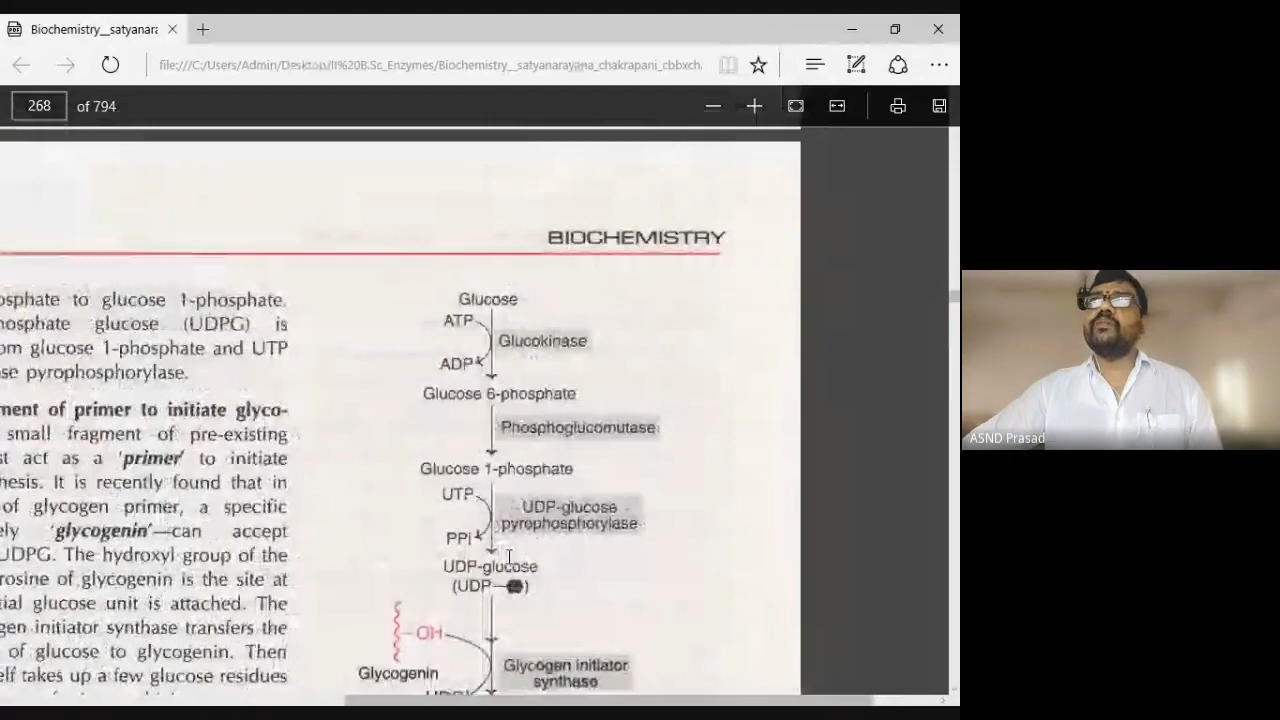 Biochemistry__satyanara
file:///C:/Users/Admin/Desktop/II%20B.Sc_Enzymes/Biochemistry__satyanarayana_chakrapani_cbbxch.
268 of 794
BIOCHEMISTRY
osphate to glucose 1-phosphate.
hosphate glucose (UDPG) is
om glucose 1-phosphate and UTP
se pyrophosphorylase.
ment of primer to initiate glyco-
small fragment of pre-existing
st act as a 'primer' to initiate
hesis. It is recently found that in
of glycogen primer, a specific
ely 'glycogenin'—can accept
UDPG. The hydroxyl group of the
rosine of glycogenin is the site at
tial glucose unit is attached. The
gen initiator synthase transfers the
of glucose to glycogenin. Then
elf takes up a few glucose residues
Glucose
ATP
Glucokinase
ADP
Glucose 6-phosphate
Phosphoglucomutase
Glucose 1-phosphate
UTP
UDP-glucose
pyrophosphorylase
PPi
UDP-glucose
(UDP—)
OH
Glycogen initiator
synthase
Glycogenin
ASND Prasad